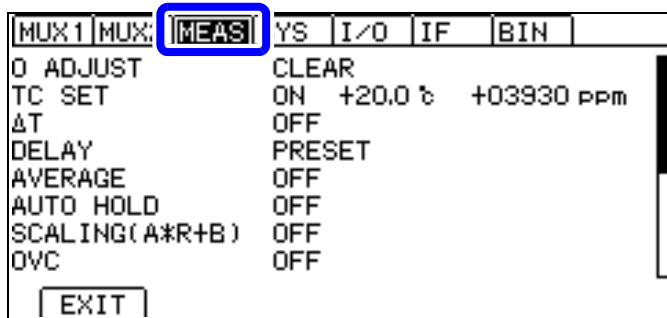 MUX1 MUX: MEAS YS I/O IF BIN
0 ADJUST CLEAR
TC SET ON +20.0 ℃ +03930 ppm
ΔT OFF
DELAY PRESET
AVERAGE OFF
AUTO HOLD OFF
SCALING(A*R+B) OFF
OVC OFF
EXIT